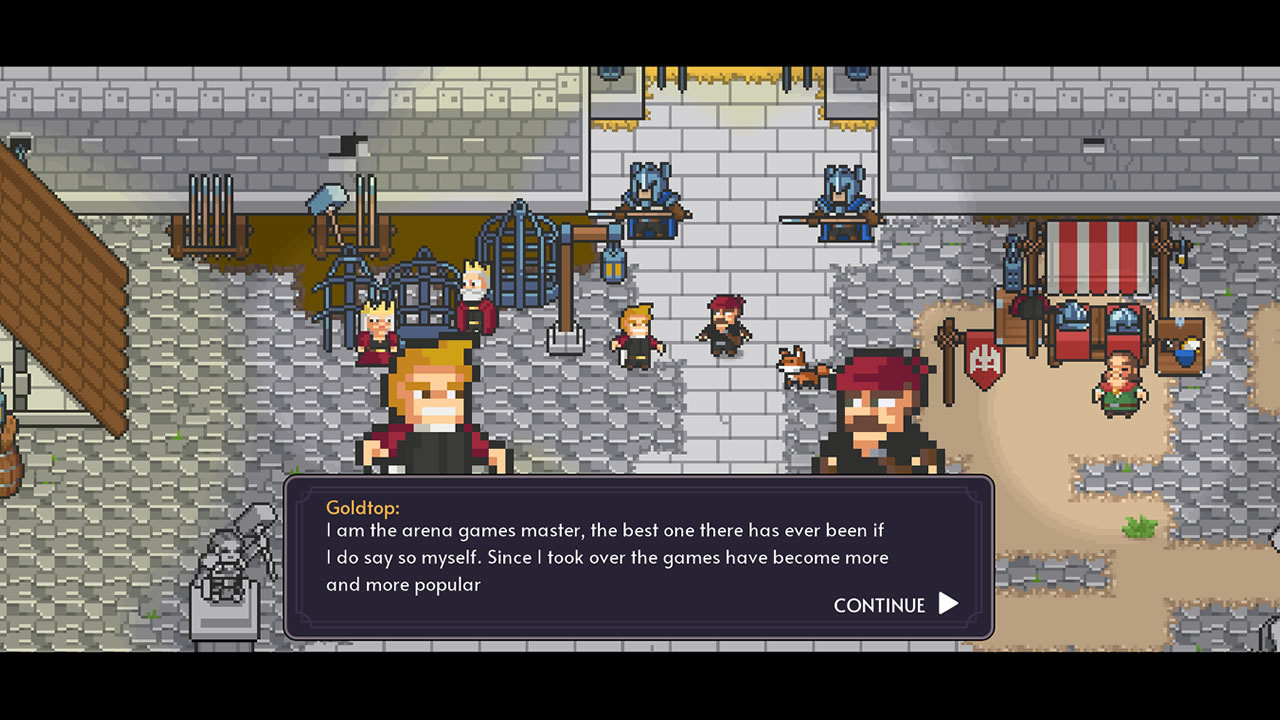 Goldtop:
I am the arena games master, the best one there has ever been if
I do say so myself. Since I took over the games have become more
and more popular
CONTINUE